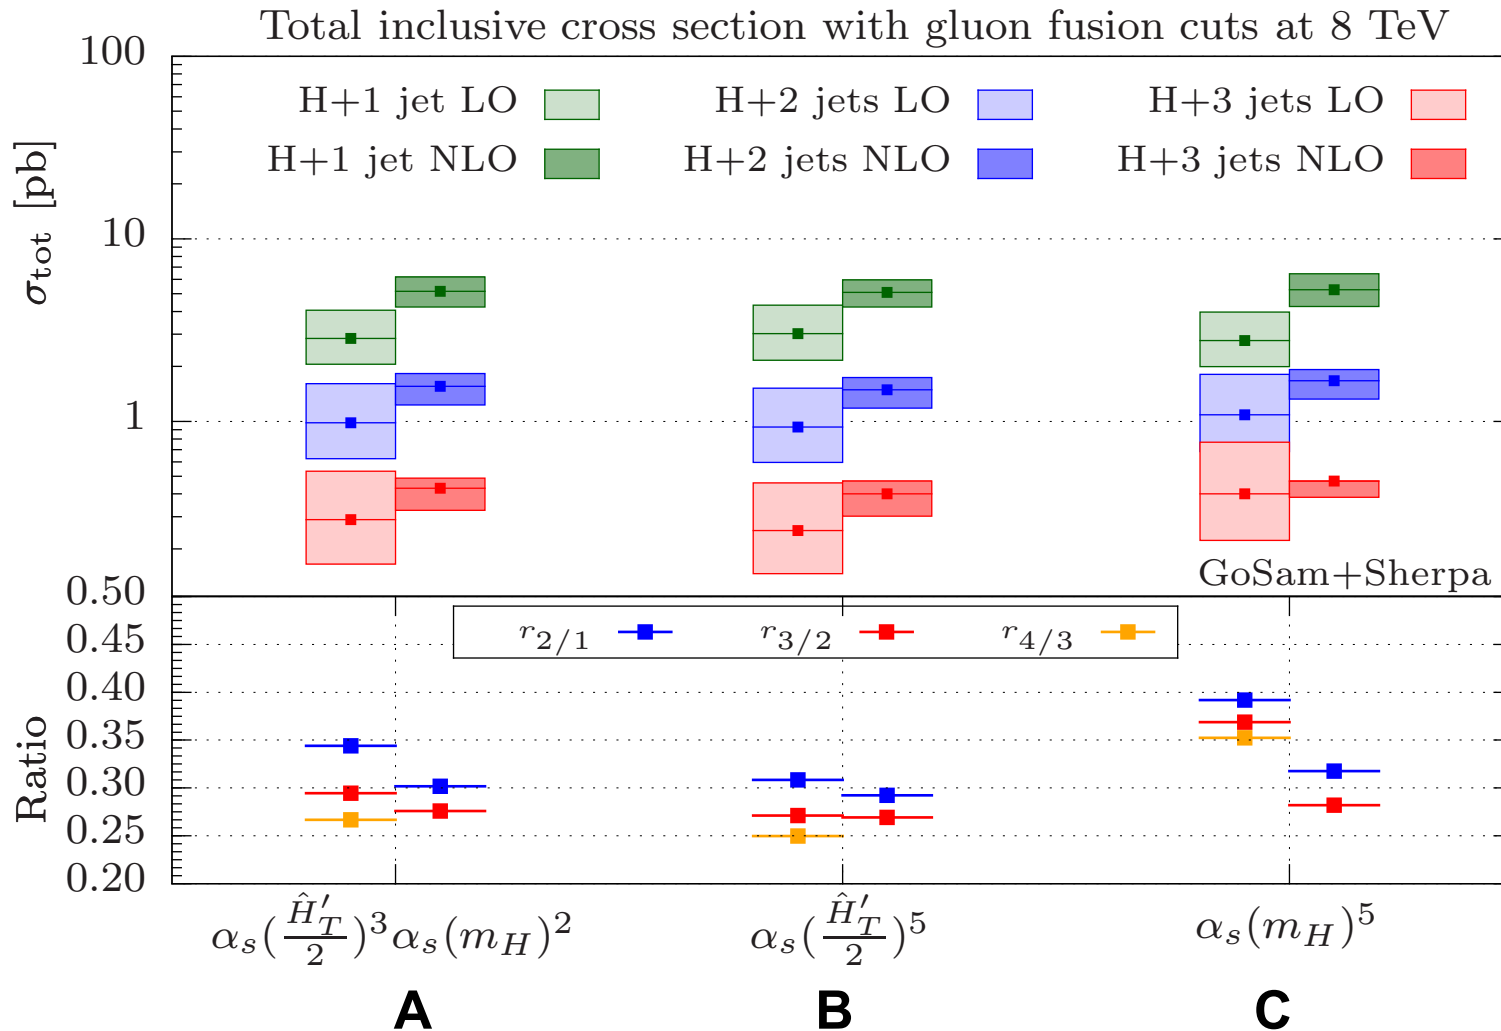 Total inclusive cross section with gluon fusion cuts at 8 TeV
100
H+1 jet LO H+2 jets LO H+3 jets LO
H+1 jet NLO H+2 jets NLO H+3 jets NLO
σtot [pb]
10
1
GoSam+Sherpa
0.50
r2/1 r3/2 r4/3
0.45
0.40
0.35
0.30
0.25
0.20
Ratio
αs(Ĥ′T/2)³αs(mH)² αs(Ĥ′T/2)⁵ αs(mH)⁵
A B C